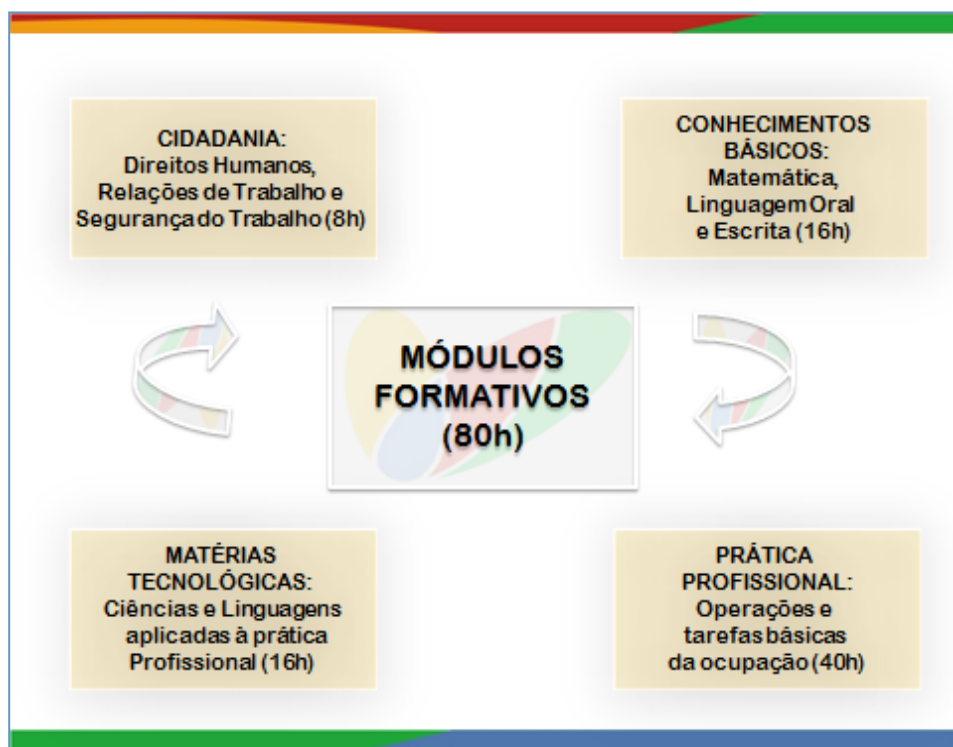 CIDADANIA:
Direitos Humanos,
Relações de Trabalho e
Segurança do Trabalho (8h)
CONHECIMENTOS
BÁSICOS:
Matemática,
Linguagem Oral
e Escrita (16h)
MÓDULOS
FORMATIVOS
(80h)
MATÉRIAS
TECNOLÓGICAS:
Ciências e Linguagens
aplicadas à prática
Profissional (16h)
PRÁTICA
PROFISSIONAL:
Operações e
tarefas básicas
da ocupação (40h)